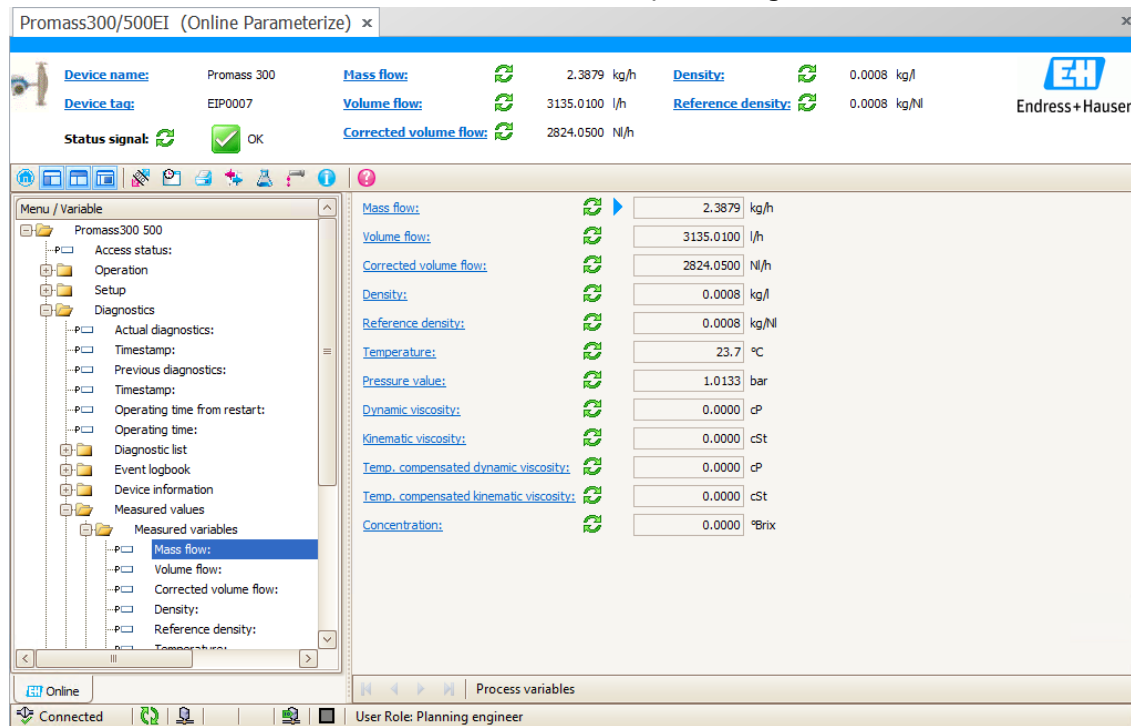 Promass300/500EI (Online Parameterize) ×
×
Device name: Promass 300 Mass flow: 2.3879 kg/h Density: 0.0008 kg/l
Device tag: EIP0007 Volume flow: 3135.0100 l/h Reference density: 0.0008 kg/Nl
Status signal: OK Corrected volume flow: 2824.0500 Nl/h
EH
Endress+Hauser
Menu / Variable
Promass300 500
Access status:
Operation
Setup
Diagnostics
Actual diagnostics:
Timestamp:
Previous diagnostics:
Timestamp:
Operating time from restart:
Operating time:
Diagnostic list
Event logbook
Device information
Measured values
Measured variables
Mass flow:
Volume flow:
Corrected volume flow:
Density:
Reference density:
Mass flow: 2.3879 kg/h
Volume flow: 3135.0100 l/h
Corrected volume flow: 2824.0500 Nl/h
Density: 0.0008 kg/l
Reference density: 0.0008 kg/Nl
Temperature: 23.7 °C
Pressure value: 1.0133 bar
Dynamic viscosity: 0.0000 cP
Kinematic viscosity: 0.0000 cSt
Temp. compensated dynamic viscosity: 0.0000 cP
Temp. compensated kinematic viscosity: 0.0000 cSt
Concentration: 0.0000 °Brix
Online
Process variables
Connected
User Role: Planning engineer